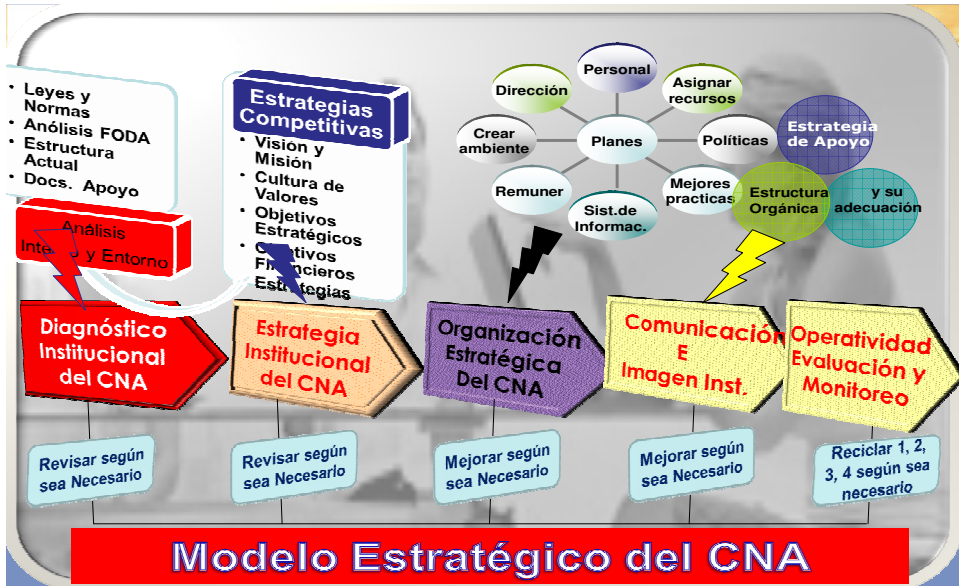 • Leyes y
Normas
• Anólisis FODA
• Estructura
Actual
• Docs. Apoyo
Análisis
y Entorno
Estrategias
Competitivas
• Visión y
Misión
• Cultura de
Valores
• Objetivos
Estratégicos
• Objetivos
Financieros
• Estrategias
Planes
Personal
Asignar
recursos
Políticas
Mejores
practicas
Sist.de
Informac.
Remuner
Crear
ambiente
Dirección
Estrategia
de Apoyo
Estructura
Orgánica
y su
adecuación
Diagnóstico
Institucional
del CNA
Estrategia
Institucional
del CNA
Organización
Estratégica
Del CNA
Comunicación
E
Imagen Inst.
Operatividad
Evaluación y
Monitoreo
Revisar según
sea Necesario
Revisar según
sea Necesario
Mejorar según
sea Necesario
Mejorar según
sea Necesario
Reciclar 1, 2,
3, 4 según sea
necesario
Modelo Estratégico del CNA